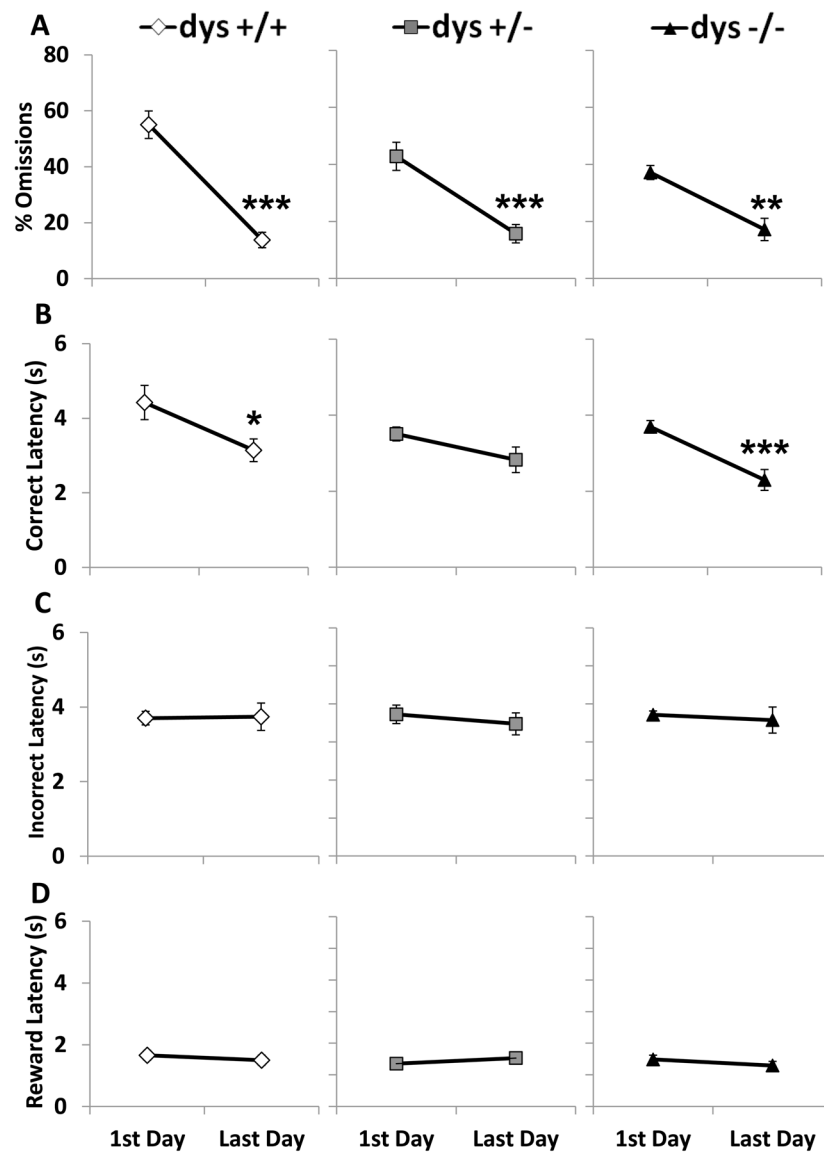 A
dys +/+
dys +/-
dys -/-
% Omissions
80
60
40
20
0
***
***
**
B
Correct Latency (s)
6
4
2
0
*
***
C
Incorrect Latency (s)
6
4
2
0
D
Reward Latency (s)
6
4
2
0
1st Day Last Day
1st Day Last Day
1st Day Last Day